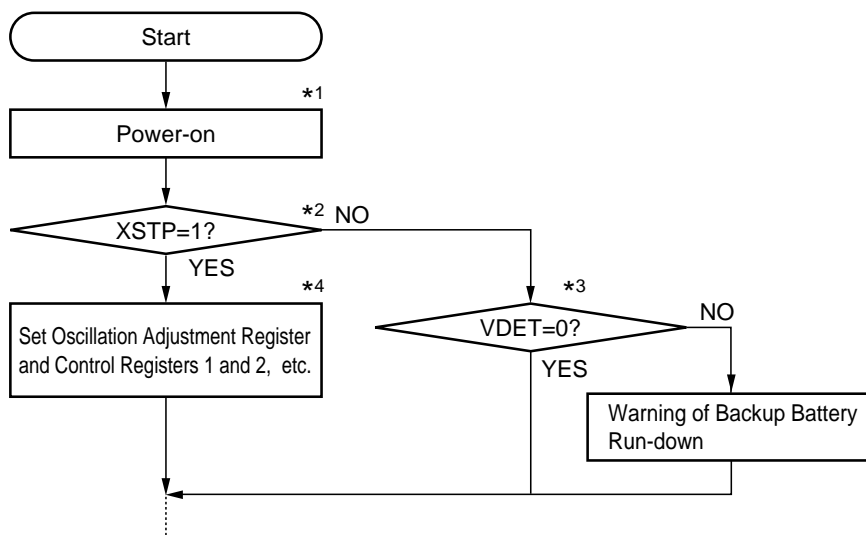 Start
*1
Power-on
*2
XSTP=1?
NO
YES
*4
Set Oscillation Adjustment Register
and Control Registers 1 and 2, etc.
*3
VDET=0?
NO
YES
Warning of Backup Battery
Run-down